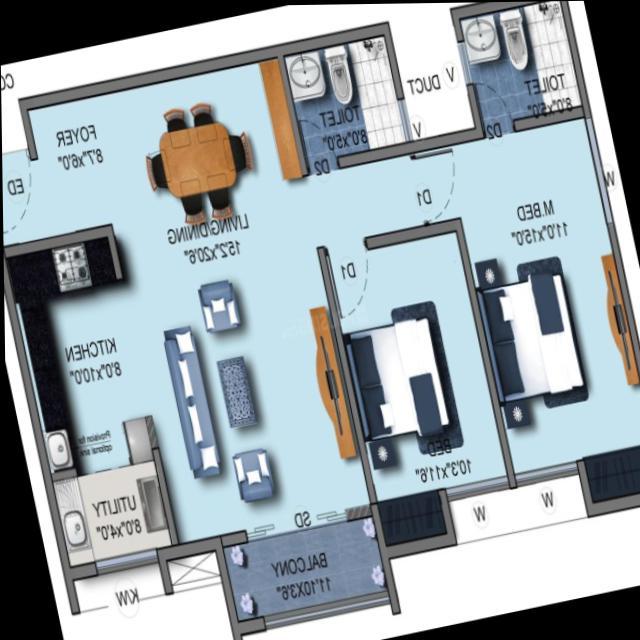 CO
FOYER
8'7"x6'0"
ED
TOILET
8'0"x5'0"
D2
DUCT
V
V
TOILET
8'0"x5'0"
D2
W
D1
M.BED
11'0"x15'0"
LIVING/DINING
15'2"x20'6"
D1
KITCHEN
8'0"x10'0"
Provision for
optional sink
BED
10'3"x11'6"
UTILITY
8'0"x4'0"
SD
W
W
BALCONY
11'10X3'6"
KW